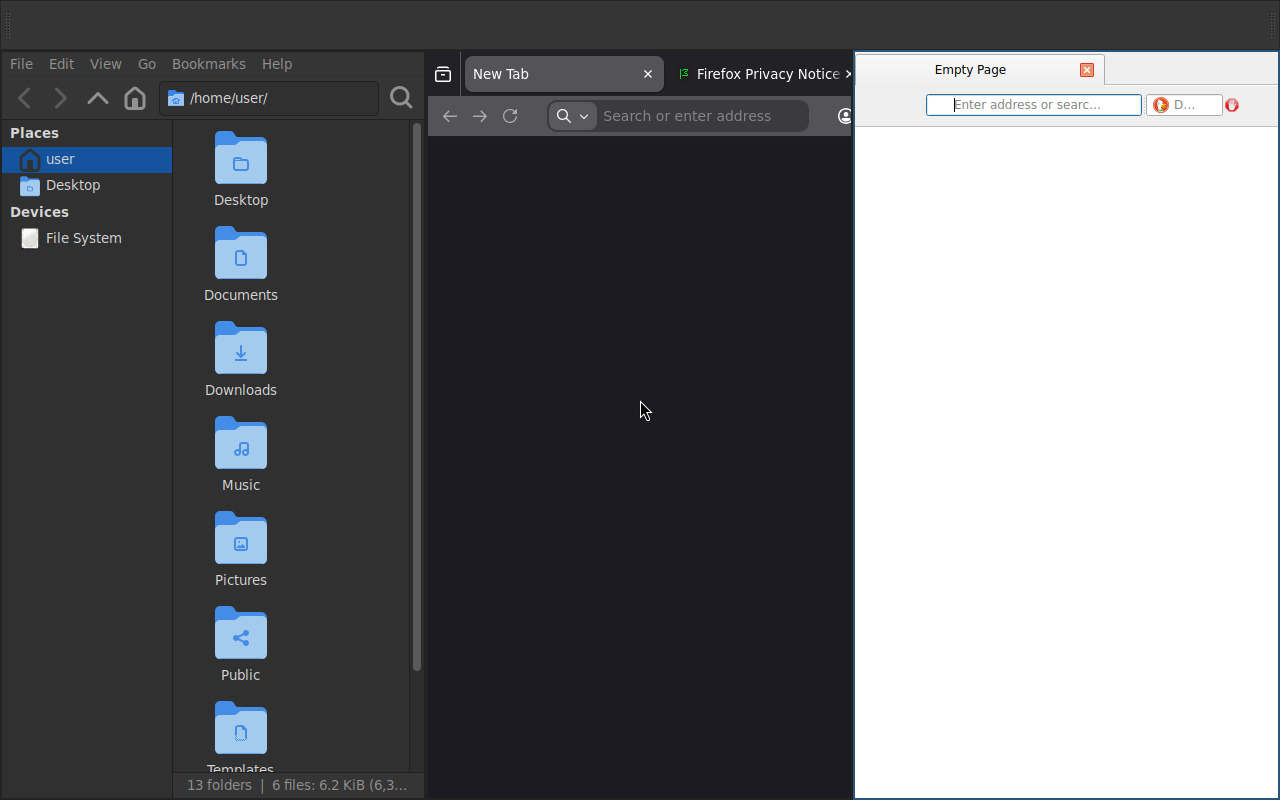 File Edit View Go Bookmarks Help
/home/user/
Places
user
Desktop
Devices
File System
Desktop
Documents
Downloads
Music
Pictures
Public
Templates
13 folders | 6 files: 6.2 KiB (6,3...
New Tab
Firefox Privacy Notice
Search or enter address
Empty Page
Enter address or searc...
D...